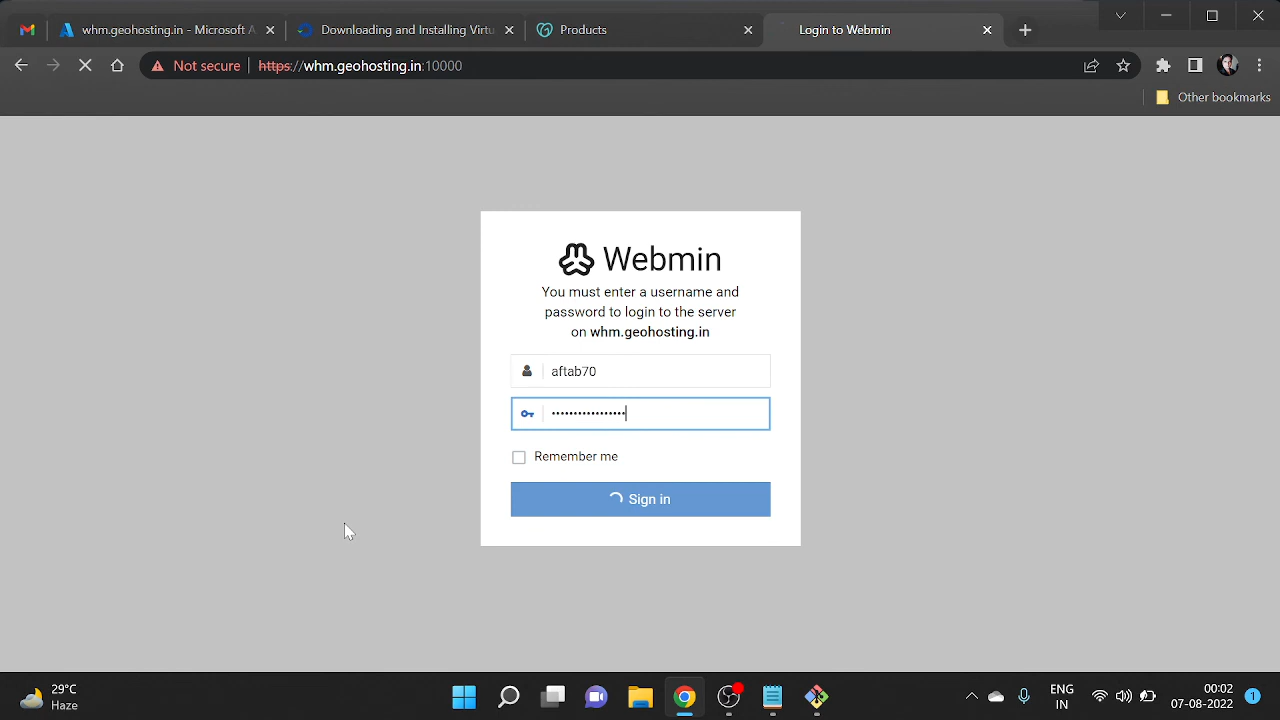 whm.geohosting.in - Microsoft A
Downloading and Installing Virtu
Products
Login to Webmin
Not secure
https://whm.geohosting.in:10000
Other bookmarks
Webmin
You must enter a username and
password to login to the server
on whm.geohosting.in
aftab70
•••••••••••••••••
Remember me
Sign in
29°C
Haze
ENG
IN
00:02
07-08-2022
1